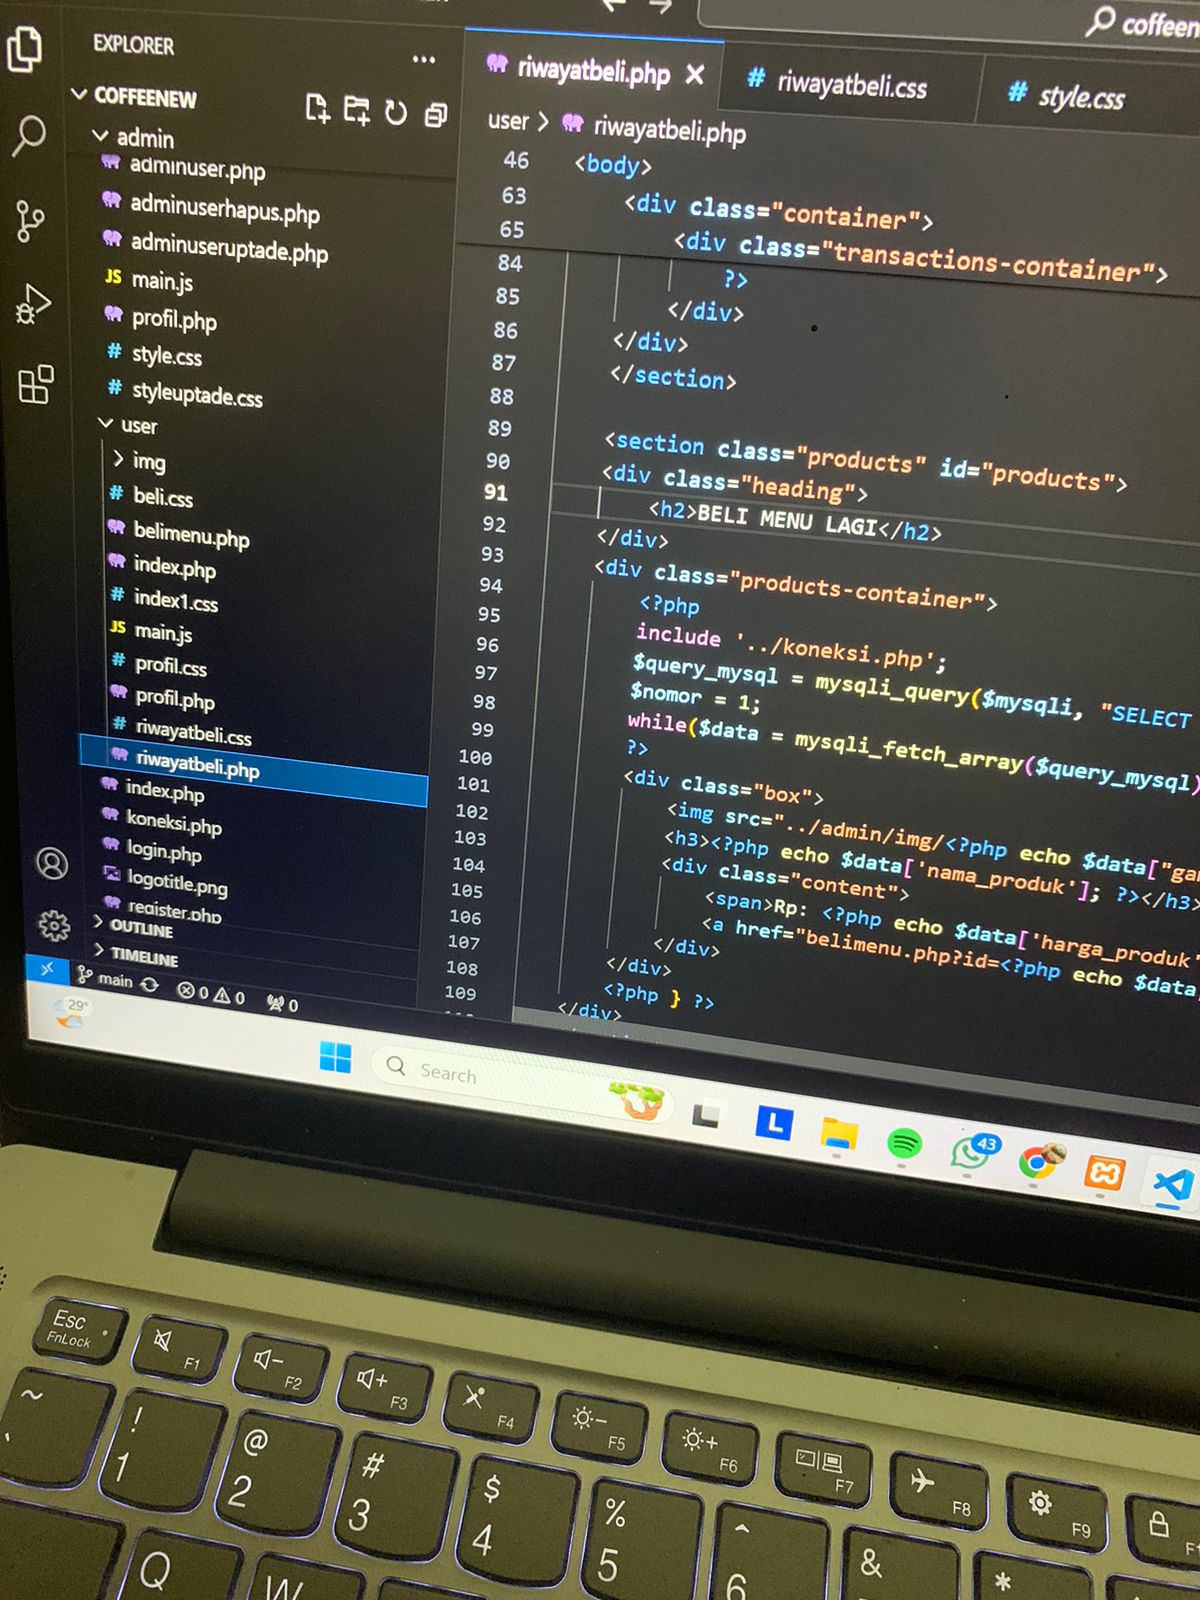 EXPLORER
...
COFFEENEW
admin
adminuser.php
adminuserhapus.php
adminuseruptade.php
JS main.js
profil.php
# style.css
# styleuptade.css
user
img
# beli.css
belimenu.php
index.php
# index1.css
JS main.js
# profil.css
profil.php
# riwayatbeli.css
riwayatbeli.php
index.php
koneksi.php
login.php
logotitle.png
register.php
OUTLINE
TIMELINE
main 0 0 0
coffeen
riwayatbeli.php
# riwayatbeli.css
# style.css
user > riwayatbeli.php
46 <body>
63 <div class="container">
65 <div class="transactions-container">
84 ?>
85 </div>
86 </div>
87 </section>
88
89 <section class="products" id="products">
90 <div class="heading">
91 <h2>BELI MENU LAGI</h2>
92 </div>
93 <div class="products-container">
94 <?php
95 include '../koneksi.php';
96 $query_mysql = mysqli_query($mysqli, "SELECT
97 $nomor = 1;
98 while($data = mysqli_fetch_array($query_mysql)
99 ?>
100 <div class="box">
101 <img src="../admin/img/<?php echo $data["ga
102 <h3><?php echo $data['nama_produk']; ?></h3>
103 <div class="content">
104 <span>Rp: <?php echo $data['harga_produk'
105 <a href="belimenu.php?id=<?php echo $data
106 </div>
107 </div>
108 <?php } ?>
109 </div>
29°
Search
L
43
Esc
FnLock
F1
F2
F3
F4
F5
F6
F7
F8
F9
~
!
1
@
2
#
3
$
4
%
5
^
6
&
*
Q
W